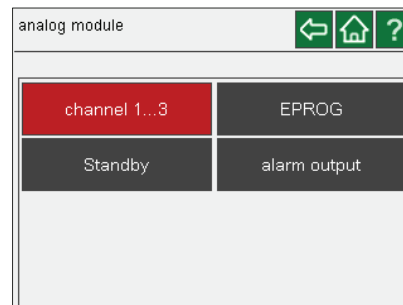 analog module
?
channel 1...3
EPROG
Standby
alarm output